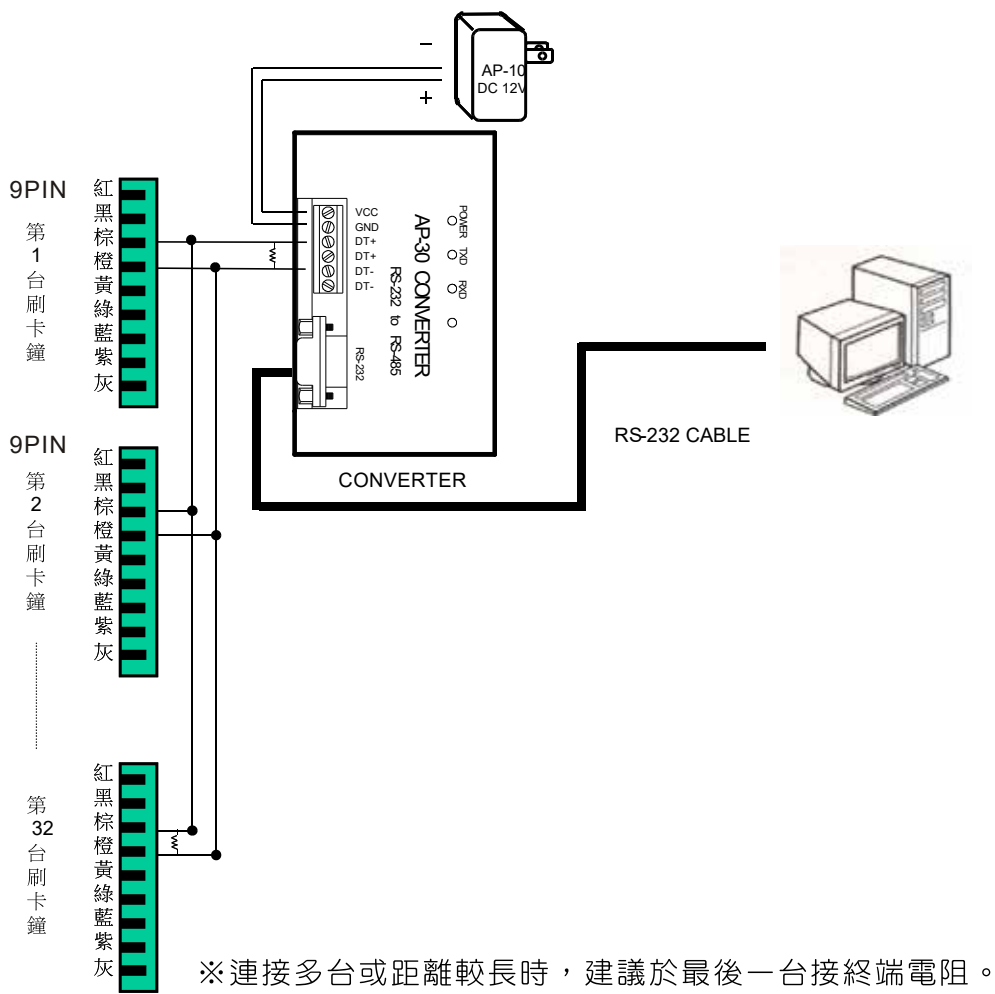 −
+
AP-10
DC 12V
9PIN
第1台刷卡鐘
紅
黑
棕
橙
黃
綠
藍
紫
灰
VCC
GND
DT+
DT+
DT-
DT-
RS-232
AP-30 CONVERTER
RS-232 to RS-485
POWER
TXD
RXD
CONVERTER
RS-232 CABLE
9PIN
第2台刷卡鐘
紅
黑
棕
橙
黃
綠
藍
紫
灰
第32台刷卡鐘
紅
黑
棕
橙
黃
綠
藍
紫
灰
※連接多台或距離較長時，建議於最後一台接終端電阻。